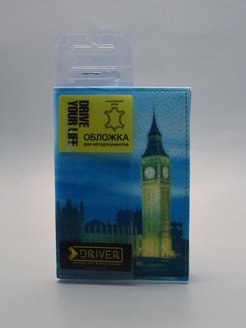 DRIVE
YOUR LIFE
натуральная кожа
ОБЛОЖКА
для автодокументов
DRIVER